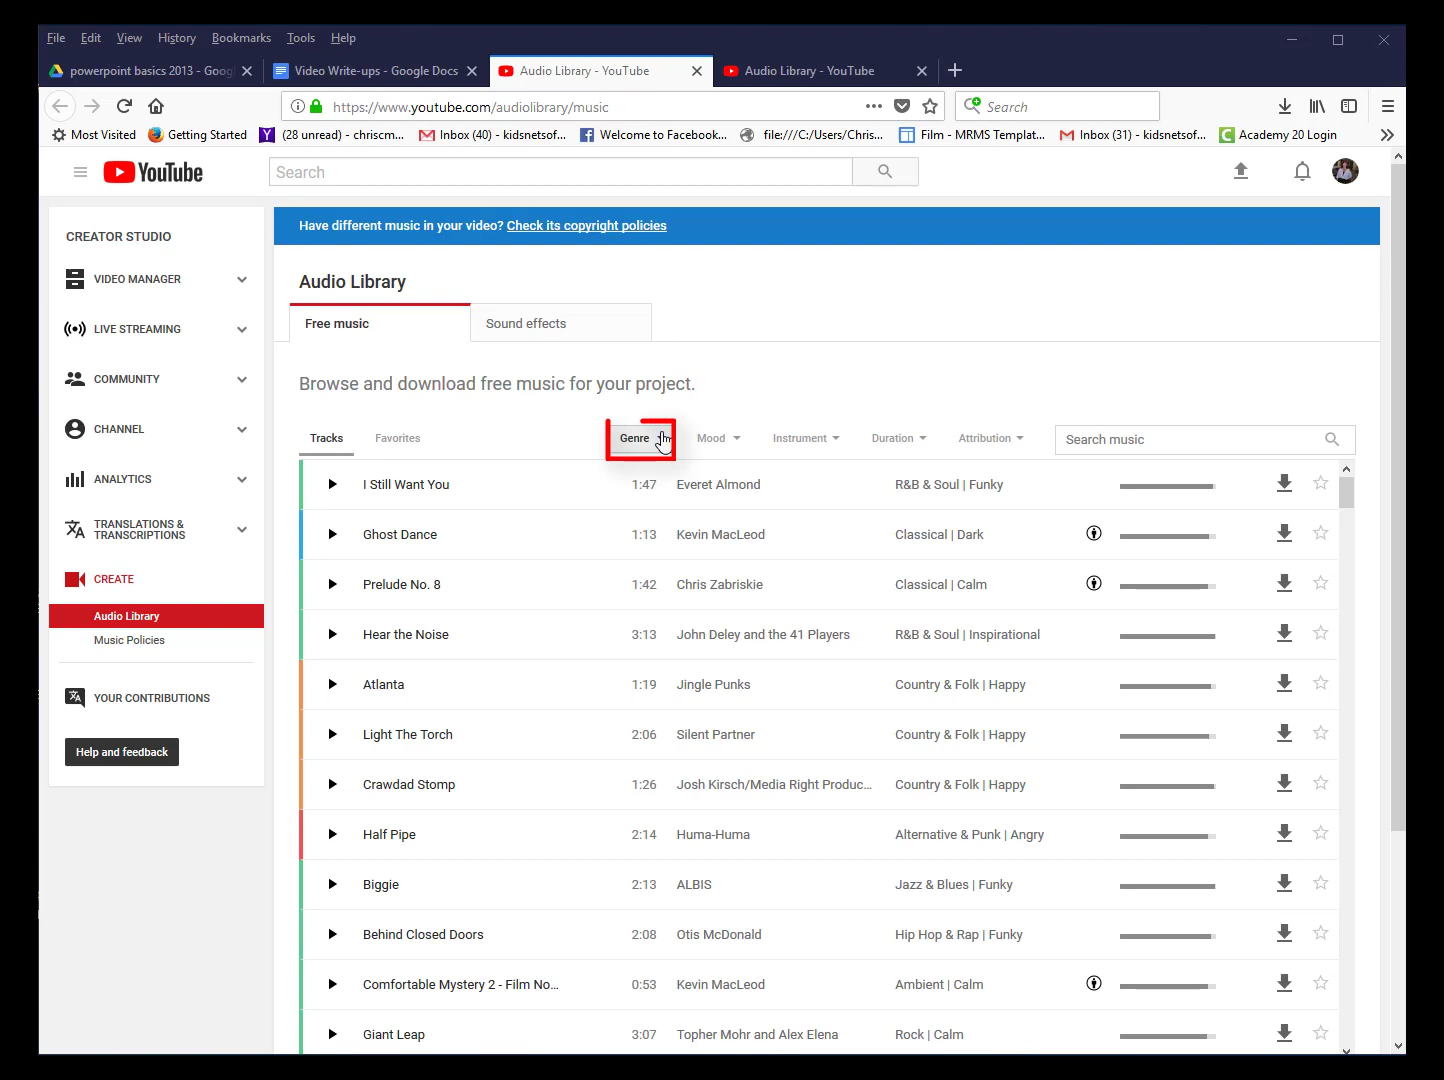 File Edit View History Bookmarks Tools Help
powerpoint basics 2013 - Goog Video Write-ups - Google Docs Audio Library - YouTube Audio Library - YouTube
https://www.youtube.com/audiolibrary/music Search
Most Visited Getting Started (28 unread) - chriscm... Inbox (40) - kidsnetsof... Welcome to Facebook... file:///C:/Users/Chris... Film - MRMS Templat... Inbox (31) - kidsnetsof... Academy 20 Login
YouTube Search
Have different music in your video? Check its copyright policies
CREATOR STUDIO
VIDEO MANAGER
LIVE STREAMING
COMMUNITY
CHANNEL
ANALYTICS
TRANSLATIONS &
TRANSCRIPTIONS
CREATE
Audio Library
Music Policies
YOUR CONTRIBUTIONS
Help and feedback
Audio Library
Free music Sound effects
Browse and download free music for your project.
Tracks Favorites Genre Mood Instrument Duration Attribution Search music
I Still Want You 1:47 Everet Almond R&B & Soul | Funky
Ghost Dance 1:13 Kevin MacLeod Classical | Dark
Prelude No. 8 1:42 Chris Zabriskie Classical | Calm
Hear the Noise 3:13 John Deley and the 41 Players R&B & Soul | Inspirational
Atlanta 1:19 Jingle Punks Country & Folk | Happy
Light The Torch 2:06 Silent Partner Country & Folk | Happy
Crawdad Stomp 1:26 Josh Kirsch/Media Right Produc... Country & Folk | Happy
Half Pipe 2:14 Huma-Huma Alternative & Punk | Angry
Biggie 2:13 ALBIS Jazz & Blues | Funky
Behind Closed Doors 2:08 Otis McDonald Hip Hop & Rap | Funky
Comfortable Mystery 2 - Film No... 0:53 Kevin MacLeod Ambient | Calm
Giant Leap 3:07 Topher Mohr and Alex Elena Rock | Calm